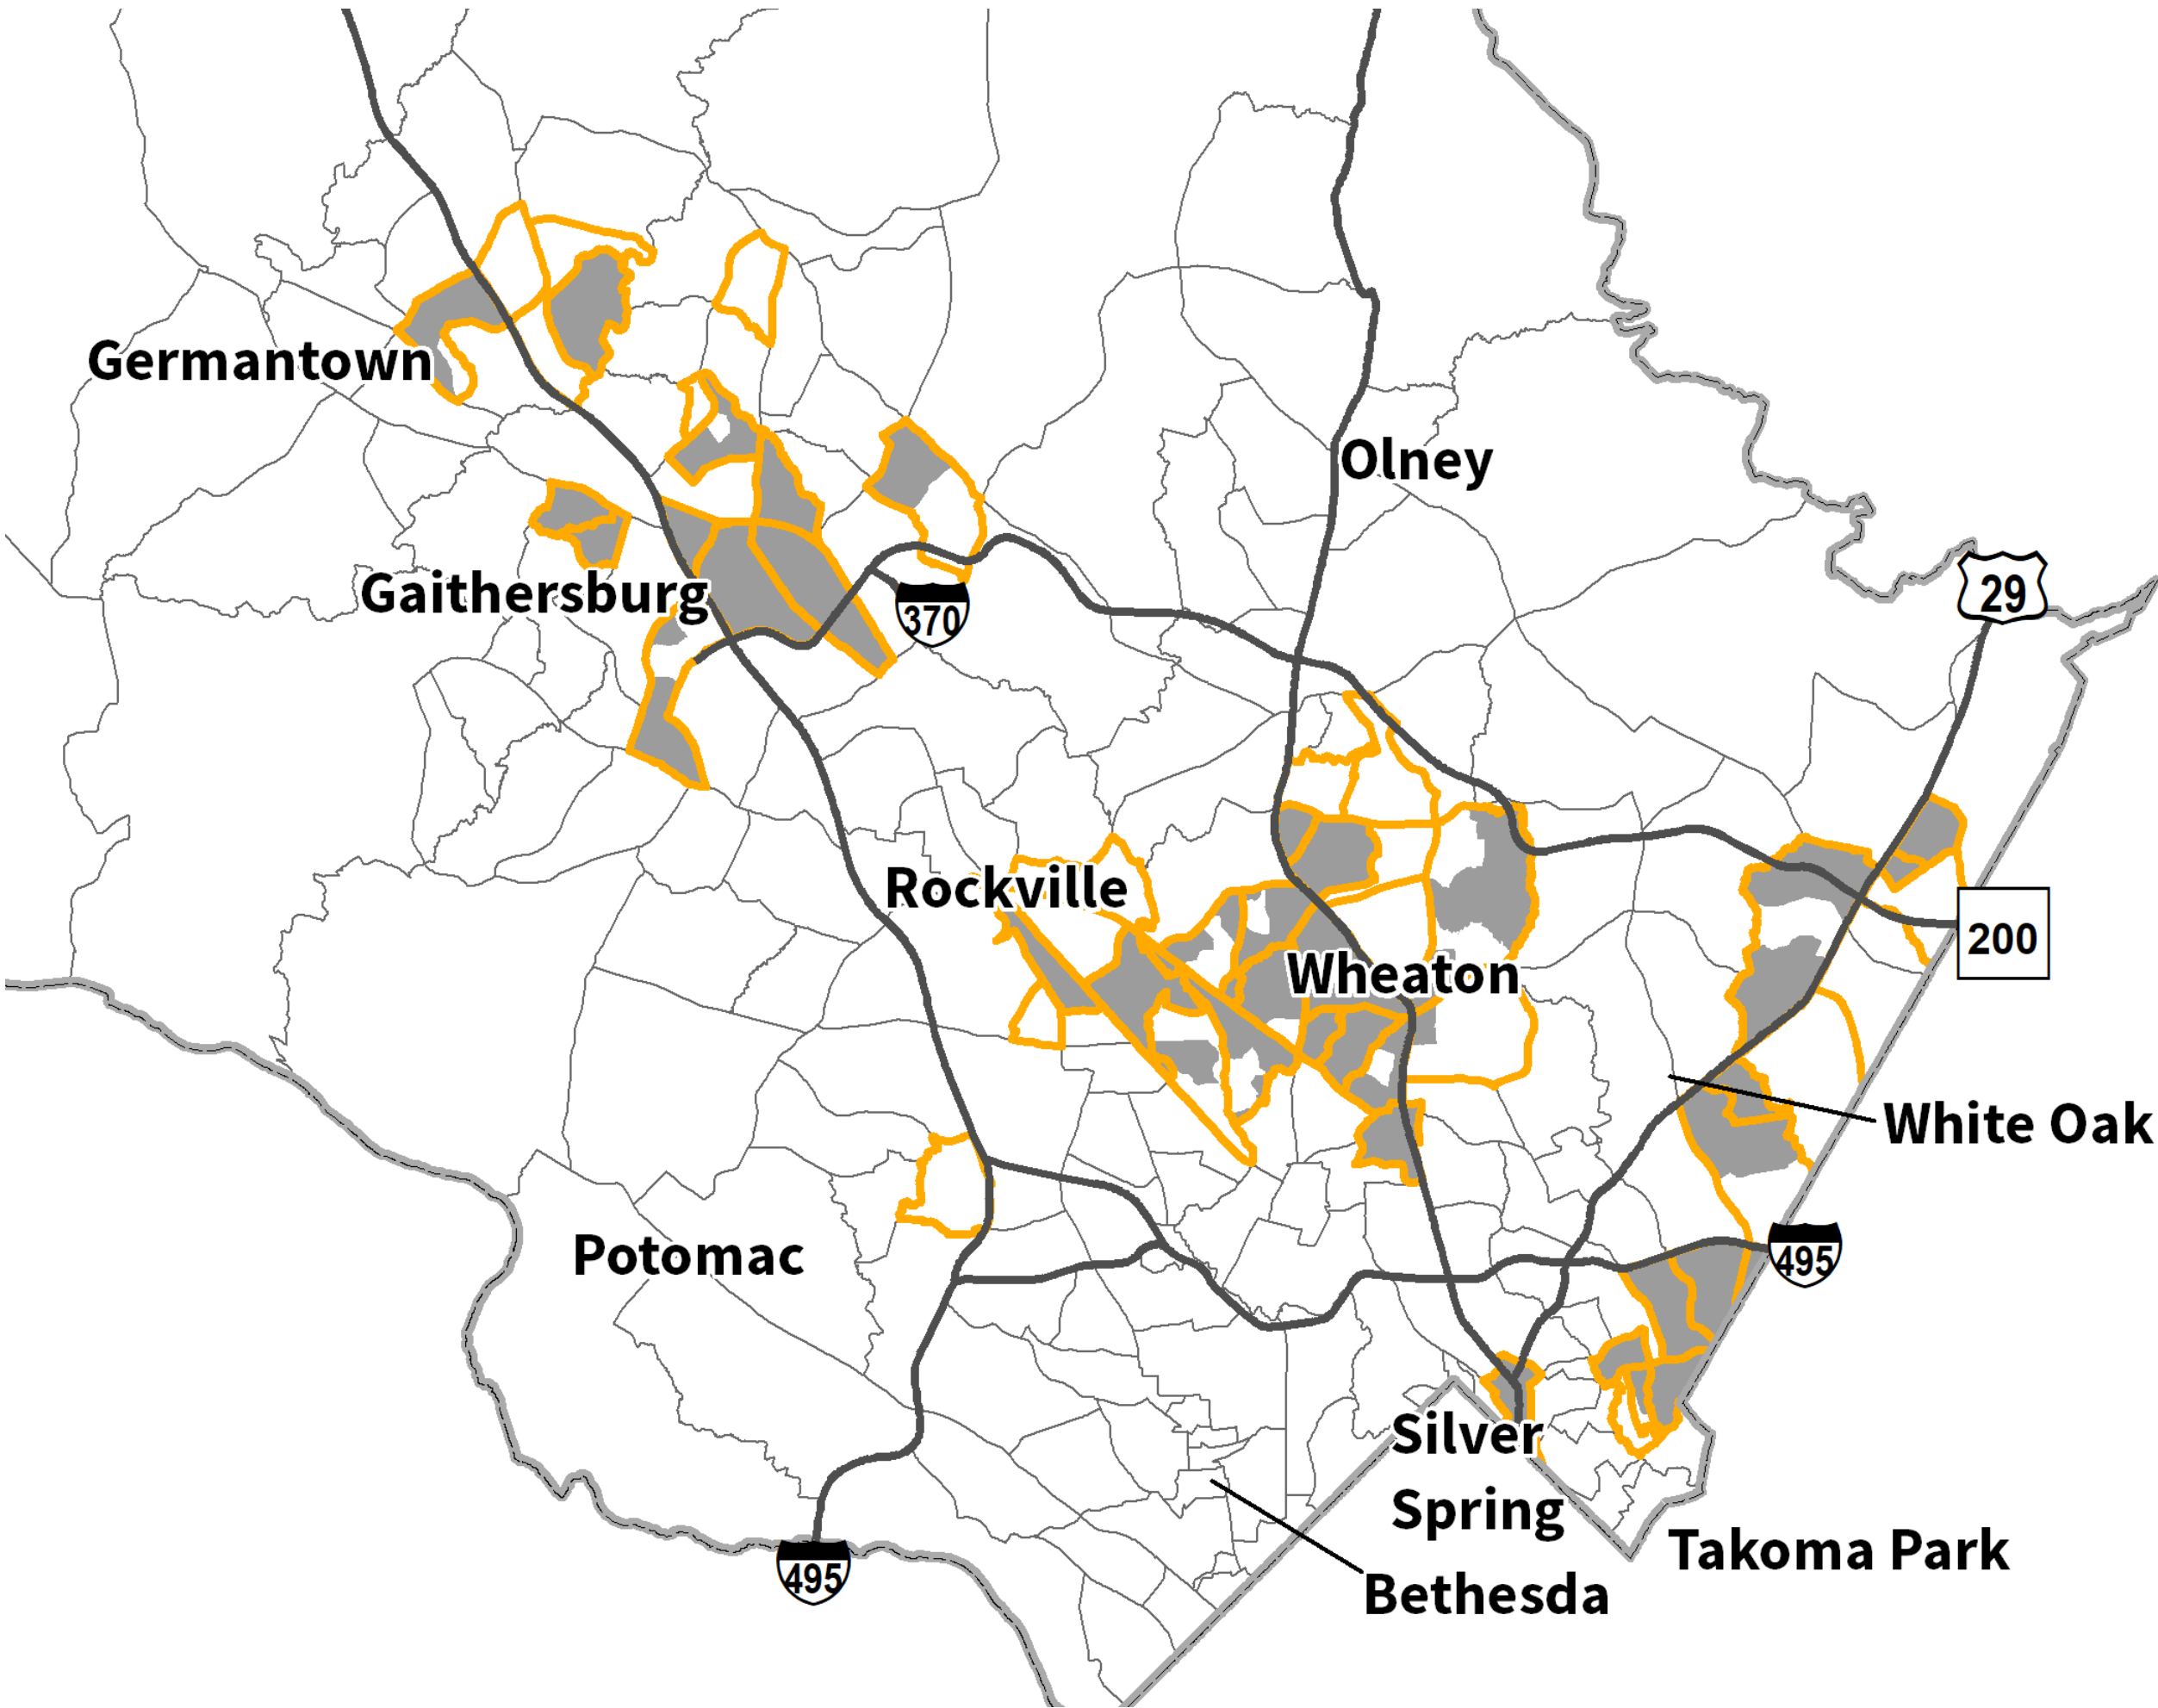 Germantown
Olney
29
Gaithersburg
370
Rockville
200
Wheaton
White Oak
Potomac
495
Silver
Spring
Takoma Park
495
Bethesda